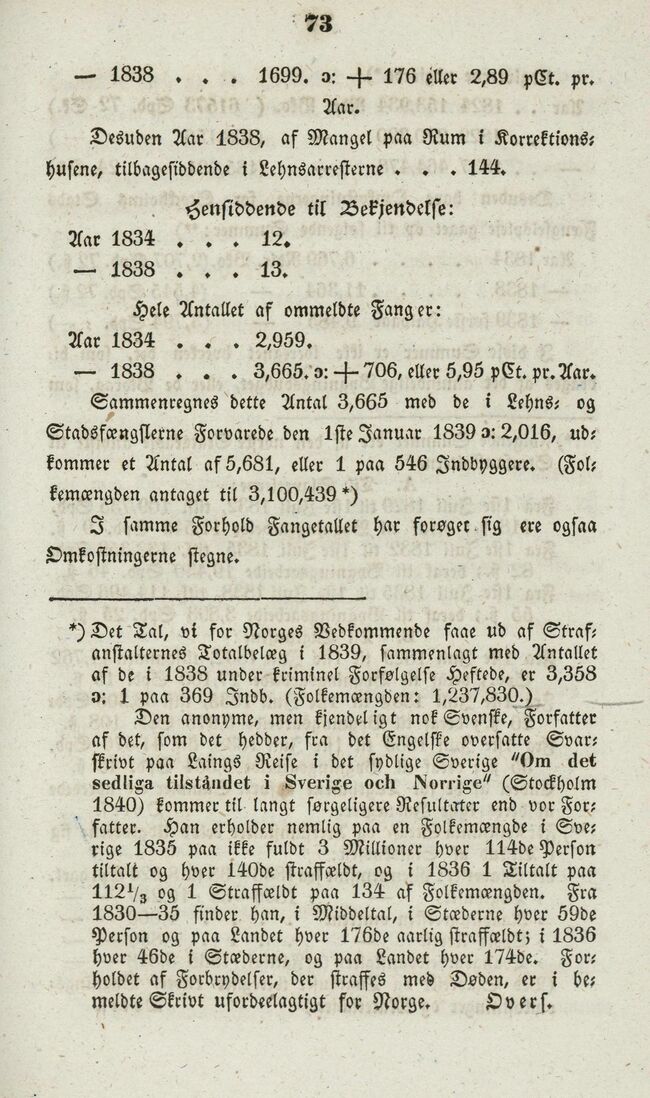 73
— 1838 . . . 1699. ɔ: + 176 eller 2,89 pCt. pr.
Aar.
Desuden Aar 1838, af Mangel paa Rum i Korrektions-
husene, tilbagesiddende i Lehnsarresterne . . . 144.
Hensiddende til Bekjendelse:
Aar 1834 . . . 12.
— 1838 . . . 13.
Hele Antallet af ommeldte Fanger:
Aar 1834 . . . 2,959.
— 1838 . . . 3,665. ɔ: + 706, eller 5,95 pCt. pr. Aar.
Sammenregnes dette Antal 3,665 med de i Lehns- og
Stadsfængslerne Forvarede den 1ste Januar 1839 ɔ: 2,016, ud-
kommer et Antal af 5,681, eller 1 paa 546 Indbyggere. (Fol-
kemængden antaget til 3,100,439 *)
I samme Forhold Fangetallet har forøget sig ere ogsaa
Omkostningerne stegne.
*) Det Tal, vi for Norges Vedkommende faae ud af Straf-
anstalternes Totalbelæg i 1839, sammenlagt med Antallet
af de i 1838 under kriminel Forfølgelse Heftede, er 3,358
ɔ: 1 paa 369 Indb. (Folkemængden: 1,237,830.)
Den anonyme, men kjendeligt nok Svenske, Forfatter
af det, som det hedder, fra det Engelske oversatte Svar-
skrivt paa Laings Reise i det sydlige Sverige "Om det
sedliga tilståndet i Sverige och Norrige" (Stockholm
1840) kommer til langt sørgeligere Resultater end vor For-
fatter. Han erholder nemlig paa en Folkemængde i Sve-
rige 1835 paa ikke fuldt 3 Millioner hver 114de Person
tiltalt og hver 140de straffældt, og i 1836 1 Tiltalt paa
112⅓ og 1 Straffældt paa 134 af Folkemængden. Fra
1830—35 finder han, i Middeltal, i Stæderne hver 59de
Person og paa Landet hver 176de aarlig straffældt; i 1836
hver 46de i Stæderne, og paa Landet hver 174de. For-
holdet af Forbrydelser, der straffes med Døden, er i be-
meldte Skrivt ufordeelagtigt for Norge. Overs.